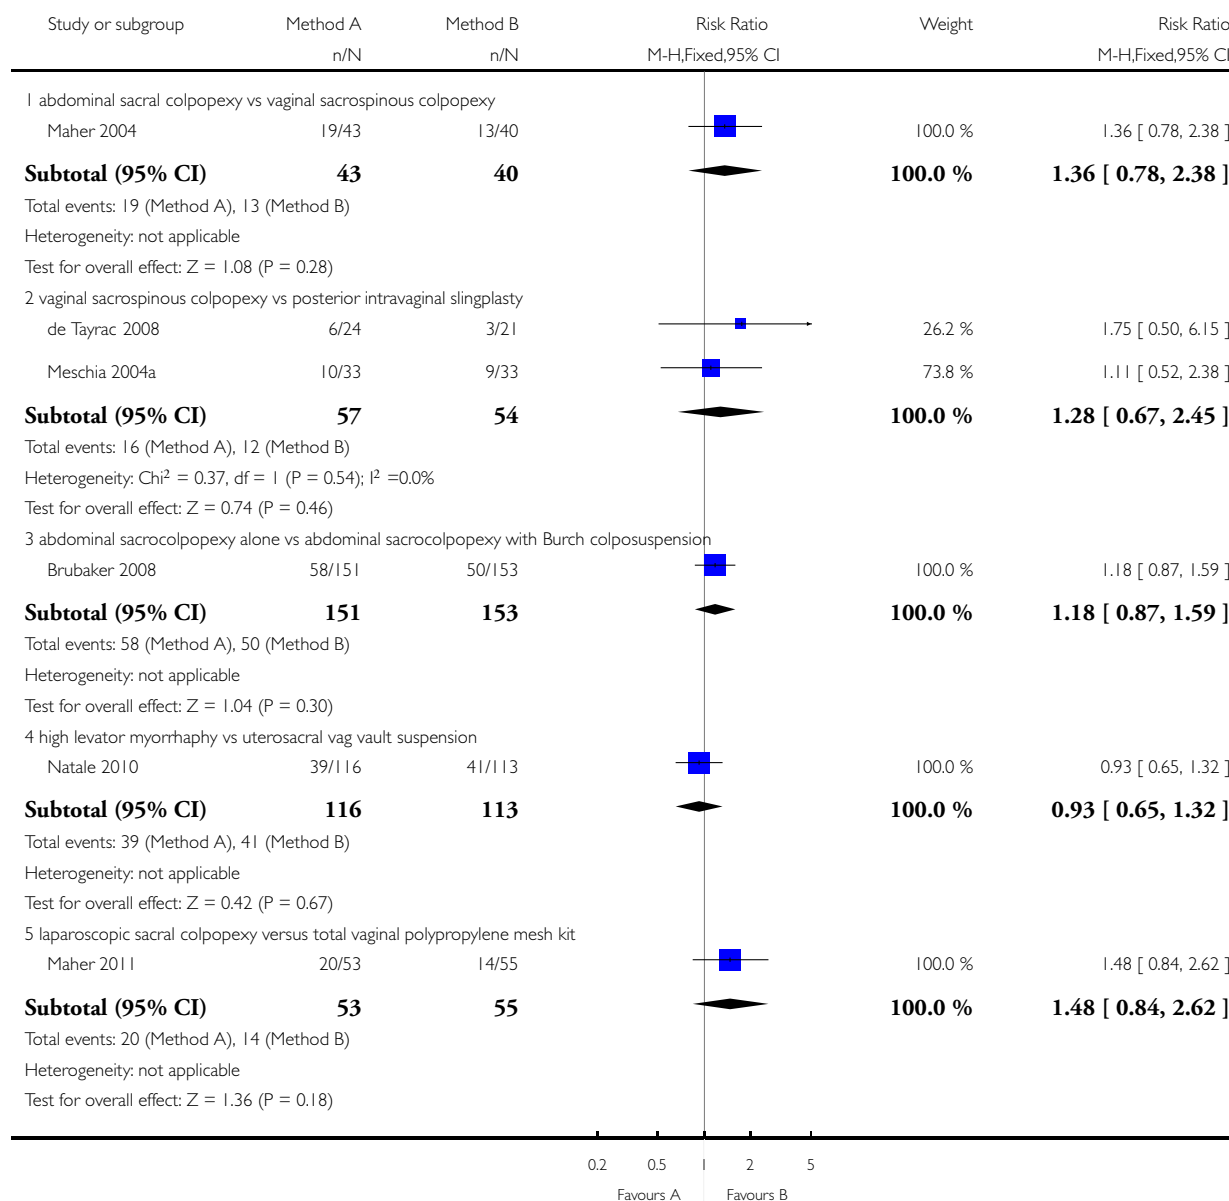 Study or subgroup Method A Method B Risk Ratio Weight Risk Ratio
n/N n/N M-H,Fixed,95% CI M-H,Fixed,95% CI
1 abdominal sacral colpopexy vs vaginal sacrospinous colpopexy
Maher 2004 19/43 13/40 100.0 % 1.36 [ 0.78, 2.38 ]
Subtotal (95% CI) 43 40 100.0 % 1.36 [ 0.78, 2.38 ]
Total events: 19 (Method A), 13 (Method B)
Heterogeneity: not applicable
Test for overall effect: Z = 1.08 (P = 0.28)
2 vaginal sacrospinous colpopexy vs posterior intravaginal slingplasty
de Tayrac 2008 6/24 3/21 26.2 % 1.75 [ 0.50, 6.15 ]
Meschia 2004a 10/33 9/33 73.8 % 1.11 [ 0.52, 2.38 ]
Subtotal (95% CI) 57 54 100.0 % 1.28 [ 0.67, 2.45 ]
Total events: 16 (Method A), 12 (Method B)
Heterogeneity: Chi² = 0.37, df = 1 (P = 0.54); I² =0.0%
Test for overall effect: Z = 0.74 (P = 0.46)
3 abdominal sacrocolpopexy alone vs abdominal sacrocolpopexy with Burch colposuspension
Brubaker 2008 58/151 50/153 100.0 % 1.18 [ 0.87, 1.59 ]
Subtotal (95% CI) 151 153 100.0 % 1.18 [ 0.87, 1.59 ]
Total events: 58 (Method A), 50 (Method B)
Heterogeneity: not applicable
Test for overall effect: Z = 1.04 (P = 0.30)
4 high levator myorrhaphy vs uterosacral vag vault suspension
Natale 2010 39/116 41/113 100.0 % 0.93 [ 0.65, 1.32 ]
Subtotal (95% CI) 116 113 100.0 % 0.93 [ 0.65, 1.32 ]
Total events: 39 (Method A), 41 (Method B)
Heterogeneity: not applicable
Test for overall effect: Z = 0.42 (P = 0.67)
5 laparoscopic sacral colpopexy versus total vaginal polypropylene mesh kit
Maher 2011 20/53 14/55 100.0 % 1.48 [ 0.84, 2.62 ]
Subtotal (95% CI) 53 55 100.0 % 1.48 [ 0.84, 2.62 ]
Total events: 20 (Method A), 14 (Method B)
Heterogeneity: not applicable
Test for overall effect: Z = 1.36 (P = 0.18)
0.2 0.5 1 2 5
Favours A Favours B